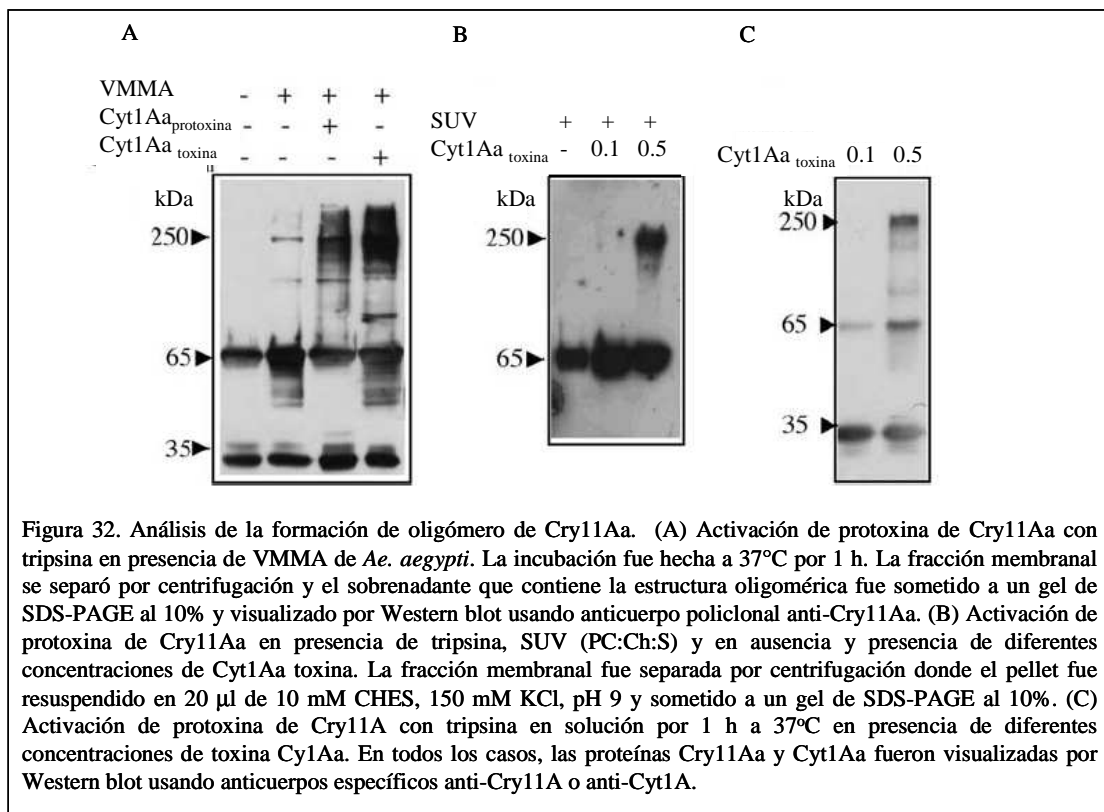 A B C
VMMA - + + +
Cyt1Aa protoxina - - + -
Cyt1Aa toxina - - - +
kDa
250
65
35
SUV + + +
Cyt1Aa toxina - 0.1 0.5
kDa
250
65
Cyt1Aa toxina 0.1 0.5
kDa
250
65
35
Figura 32. Análisis de la formación de oligómero de Cry11Aa. (A) Activación de protoxina de Cry11Aa con
tripsina en presencia de VMMA de Ae. aegypti. La incubación fue hecha a 37°C por 1 h. La fracción membranal
se separó por centrifugación y el sobrenadante que contiene la estructura oligomérica fue sometido a un gel de
SDS-PAGE al 10% y visualizado por Western blot usando anticuerpo policlonal anti-Cry11Aa. (B) Activación de
protoxina de Cry11Aa en presencia de tripsina, SUV (PC:Ch:S) y en ausencia y presencia de diferentes
concentraciones de Cyt1Aa toxina. La fracción membranal fue separada por centrifugación donde el pellet fue
resuspendido en 20 μl de 10 mM CHES, 150 mM KCl, pH 9 y sometido a un gel de SDS-PAGE al 10%. (C)
Activación de protoxina de Cry11A con tripsina en solución por 1 h a 37°C en presencia de diferentes
concentraciones de toxina Cy1Aa. En todos los casos, las proteínas Cry11Aa y Cyt1Aa fueron visualizadas por
Western blot usando anticuerpos específicos anti-Cry11A o anti-Cyt1A.